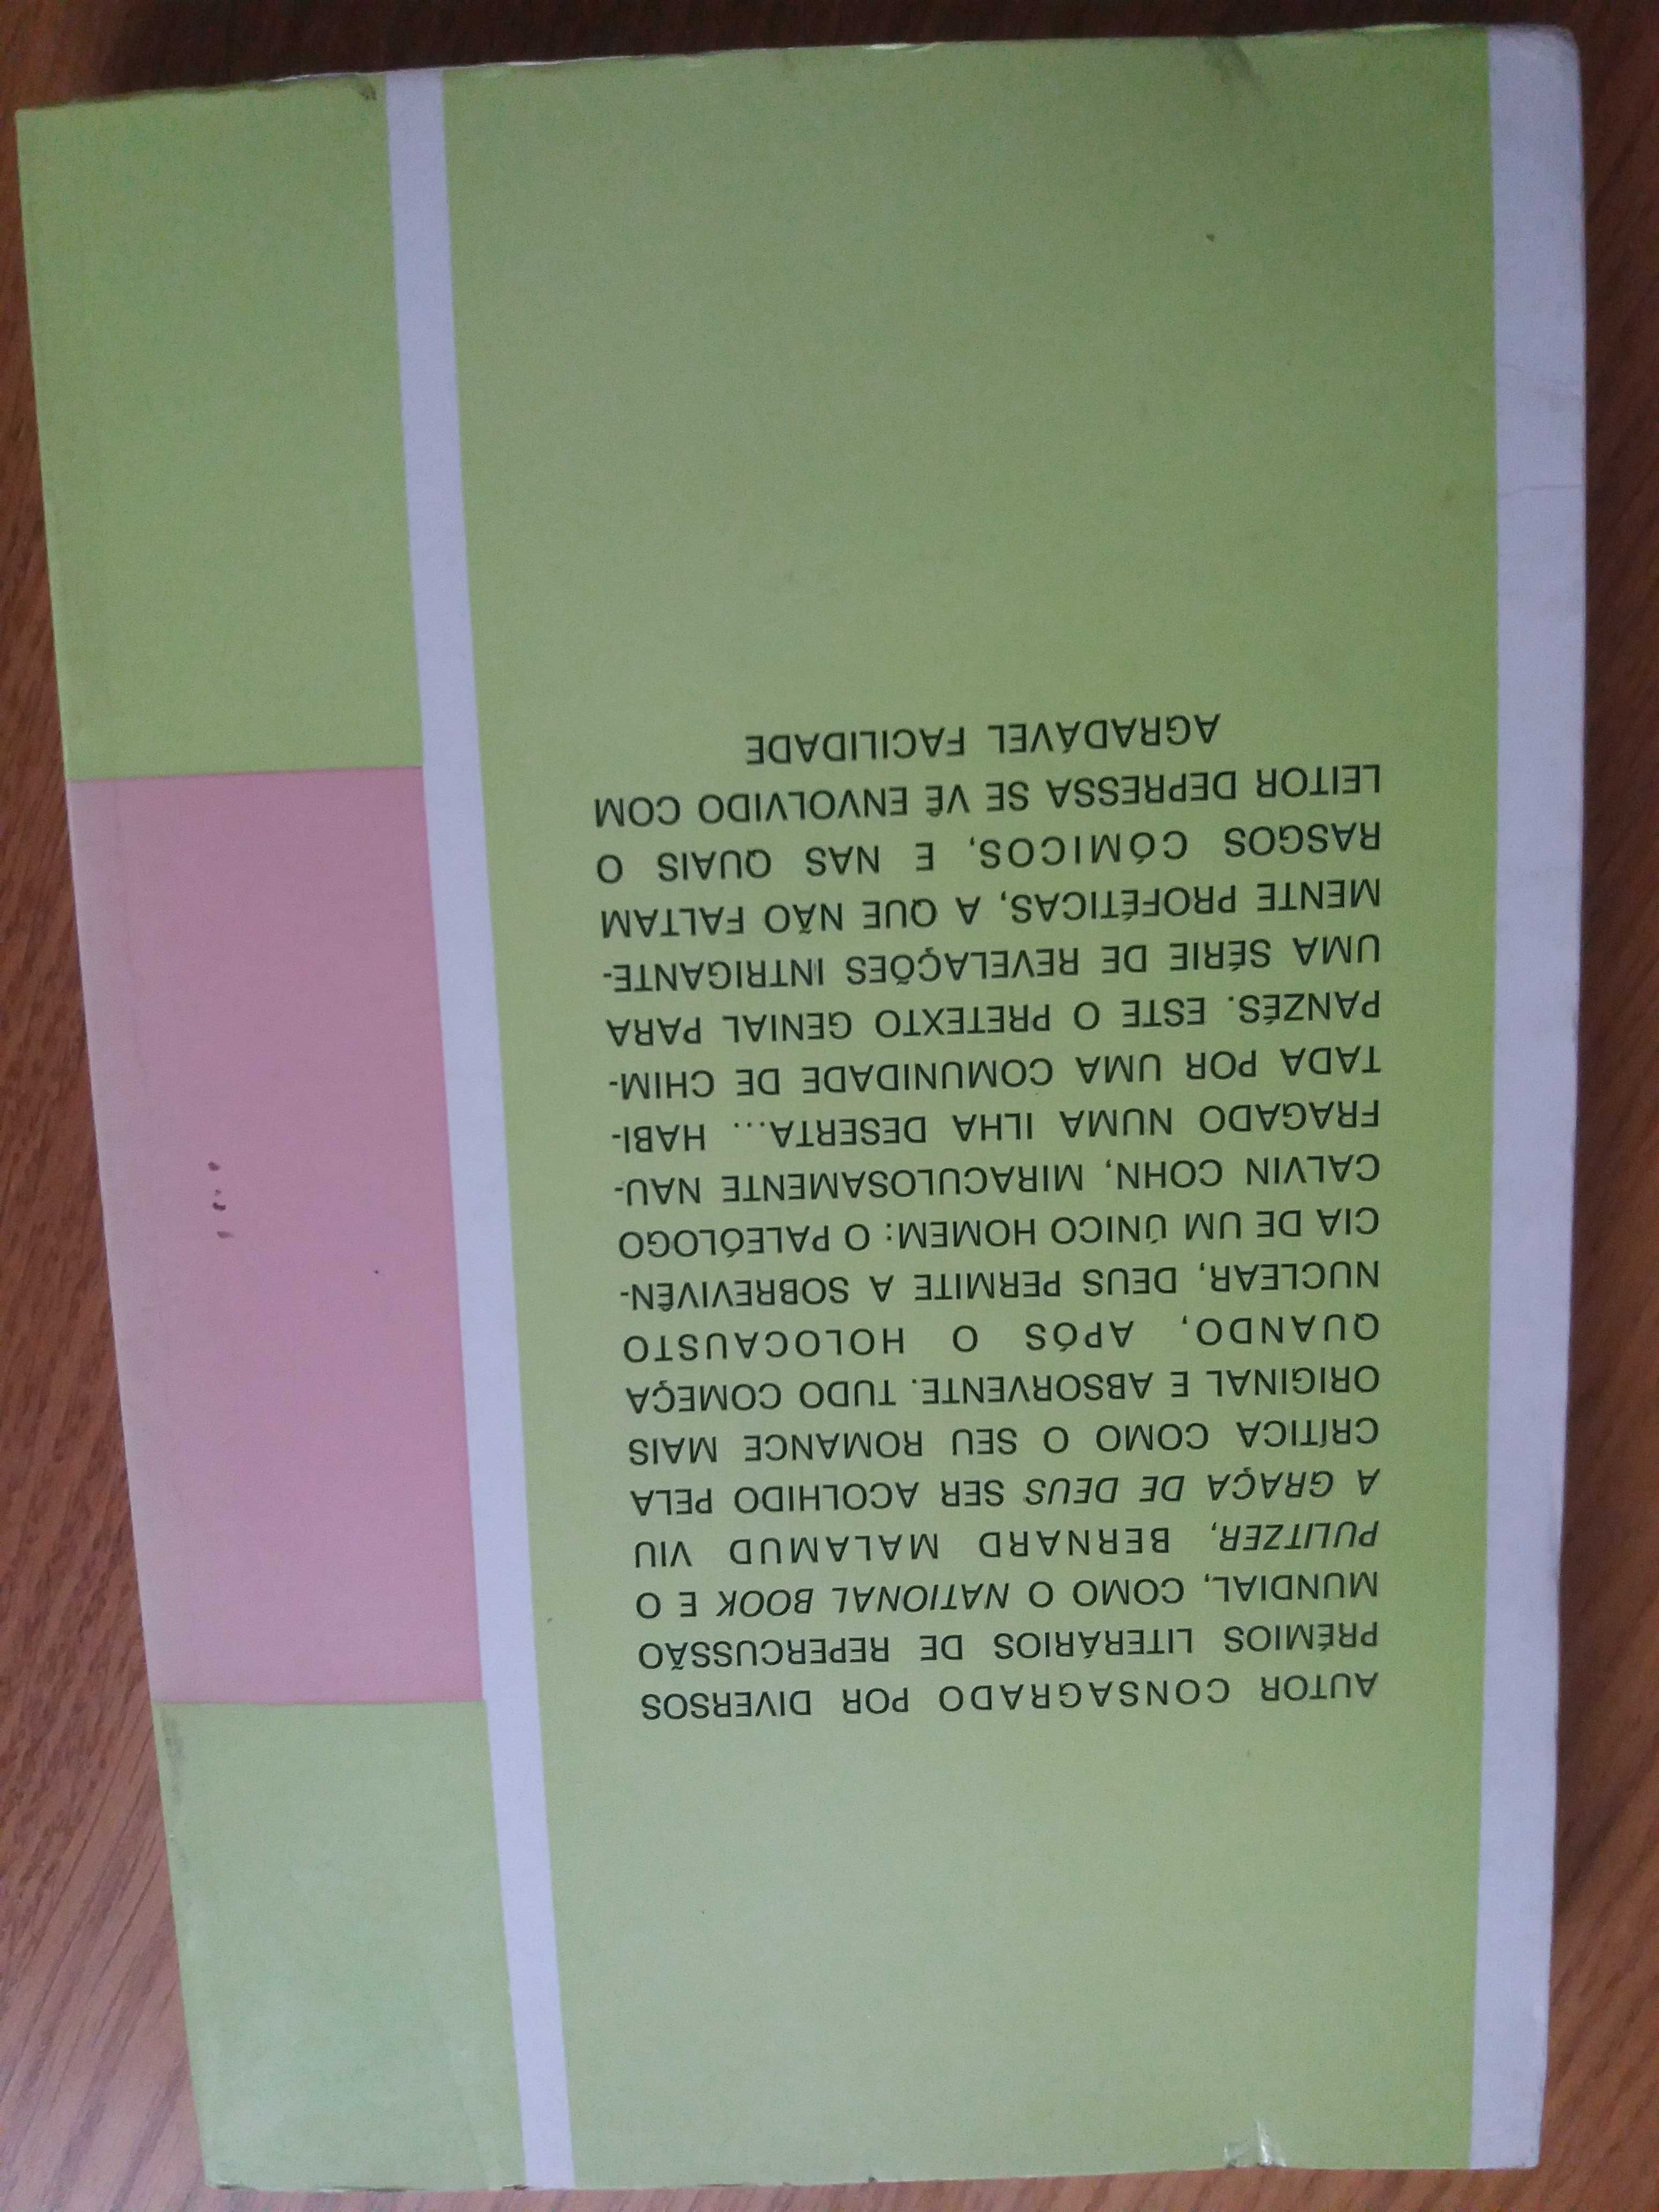 AUTOR CONSAGRADO POR DIVERSOS
PRÉMIOS LITERÁRIOS DE REPERCUSSÃO
MUNDIAL, COMO O NATIONAL BOOK E O
PULITZER, BERNARD MALAMUD VIU
A GRAÇA DE DEUS SER ACOLHIDO PELA
CRÍTICA COMO O SEU ROMANCE MAIS
ORIGINAL E ABSORVENTE. TUDO COMEÇA
QUANDO, APÓS O HOLOCAUSTO
NUCLEAR, DEUS PERMITE A SOBREVIVÊN-
CIA DE UM ÚNICO HOMEM: O PALEÓLOGO
CALVIN COHN, MIRACULOSAMENTE NAU-
FRAGADO NUMA ILHA DESERTA... HABI-
TADA POR UMA COMUNIDADE DE CHIM-
PANZÉS. ESTE O PRETEXTO GENIAL PARA
UMA SÉRIE DE REVELAÇÕES INTRIGANTE-
MENTE PROFÉTICAS, A QUE NÃO FALTAM
RASGOS CÓMICOS, E NAS QUAIS O
LEITOR DEPRESSA SE VÊ ENVOLVIDO COM
AGRADÁVEL FACILIDADE